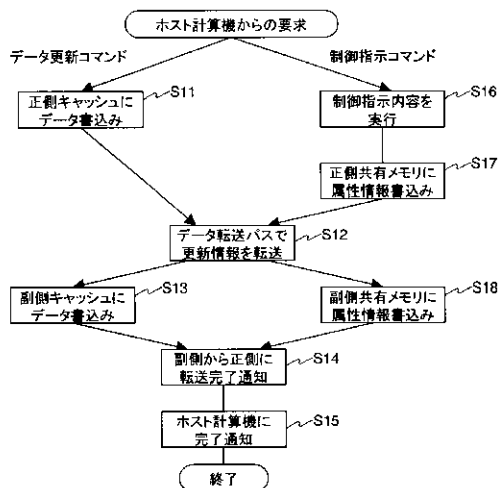 ホスト計算機からの要求
データ更新コマンド
制御指示コマンド
正側キャッシュに
データ書込み
S11
制御指示内容を
実行
S16
正側共有メモリに
属性情報書込み
S17
データ転送パスで
更新情報を転送
S12
副側キャッシュに
データ書込み
S13
副側共有メモリに
属性情報書込み
S18
副側から正側に
転送完了通知
S14
ホスト計算機に
完了通知
S15
終了